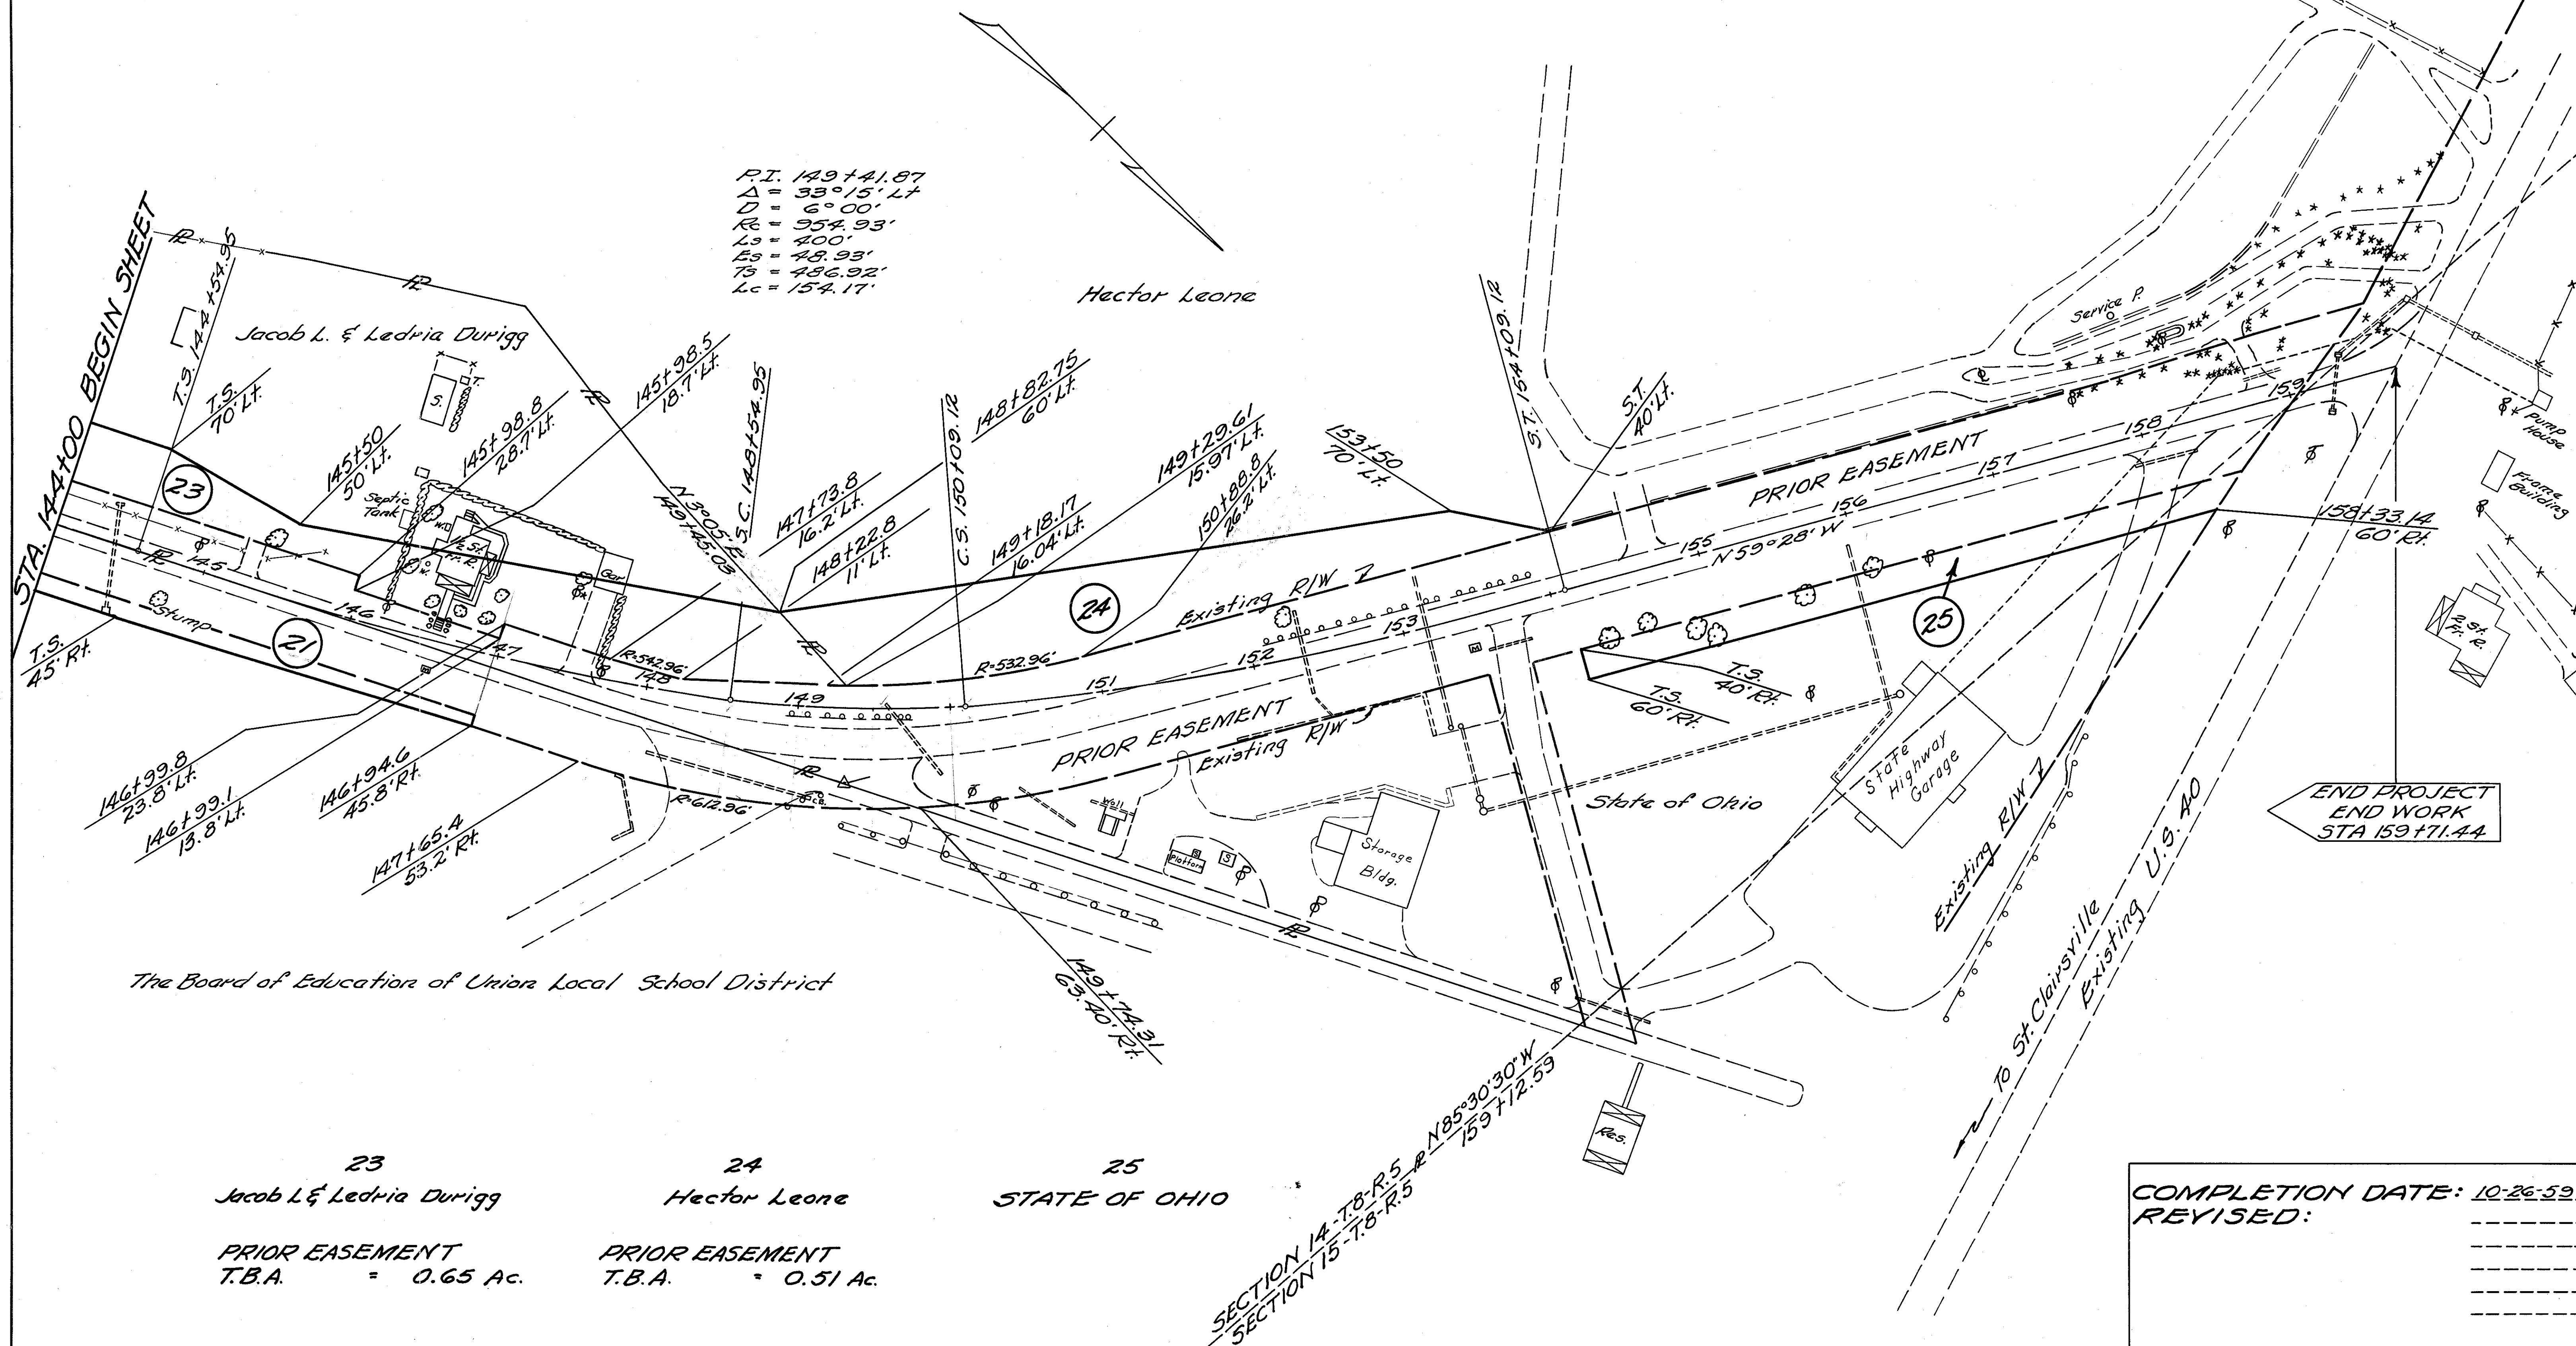 P.I. 149+41.87
Δ = 33°15' Lt
D = 6°00'
Rc = 954.93'
Ls = 400'
Es = 48.93'
Ts = 486.92'
Lc = 154.17'
Hector Leone
STA. 144+00 BEGIN SHEET
T.S. 144+54.95
Jacob L. & Ledria Durigg
T.S.
70' Lt.
145+50
50' Lt.
145+98.8
28.7' Lt.
145+98.5
18.7' Lt.
S.C. 148+54.95
N 3°05' E
149+45.03
147+73.8
16.2' Lt.
148+22.8
11' Lt.
148+82.75
60' Lt.
C.S. 150+09.12
149+18.17
16.04' Lt.
149+29.61
15.97' Lt.
150+88.8
26.2' Lt.
153+50
70' Lt.
S.T. 154+09.12
S.T.
40' Lt.
Service P.
Pump
House
Frame
Building
2 St.
Fr. R.
23
S.
T.
Septic
Tank
W.D.
Gar
Stump
21
24
25
145
146
147
148
149
151
152
153
155
156
157
158
159
R=542.96'
R=532.96'
R=612.96'
Existing R/W
PRIOR EASEMENT
N 59°28' W
PRIOR EASEMENT
Existing R/W
T.S.
45' Rt.
146+99.8
23.8' Lt.
146+99.1
13.8' Lt.
146+94.6
45.8' Rt.
147+65.4
53.2' Rt.
149+74.31
63.40' Rt.
T.S.
40' Rt.
T.S.
60' Rt.
158+33.14
60' Rt.
END PROJECT
END WORK
STA 159+71.44
State of Ohio
State
Highway
Garage
Storage
Bldg.
Platform
S
S
Existing R/W
To St. Clairsville
Existing U.S. 40
Res.
The Board of Education of Union Local School District
N85°30'30"W
159+12.59
SECTION 14-T.8-R.5
SECTION 15-T.8-R.5
23
Jacob L & Ledria Durigg
PRIOR EASEMENT
T.B.A. = 0.65 Ac.
24
Hector Leone
PRIOR EASEMENT
T.B.A. = 0.51 Ac.
25
STATE OF OHIO
COMPLETION DATE: 10-26-59
REVISED: